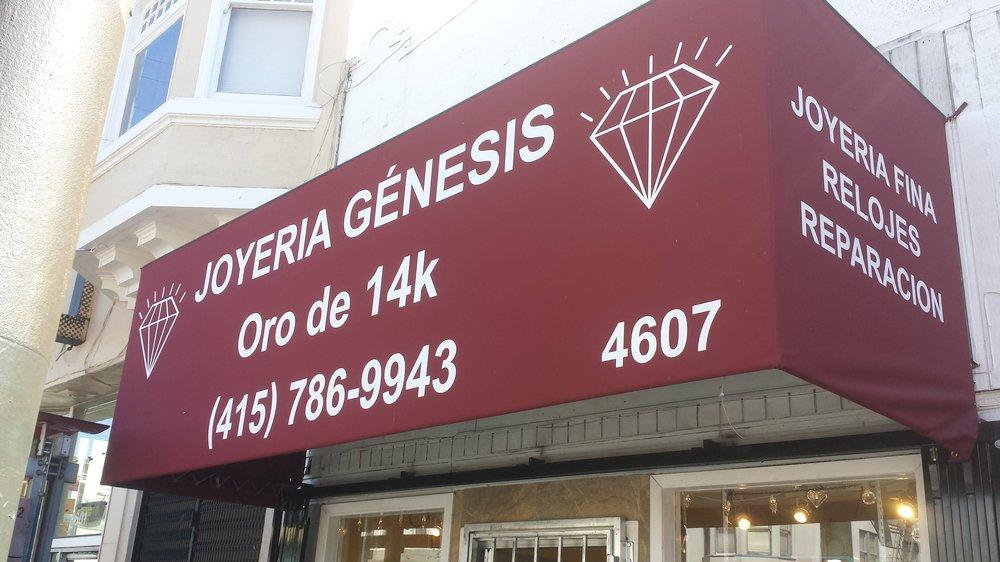 JOYERIA GÉNESIS
Oro de 14k
(415) 786-9943
4607
JOYERIA FINA
RELOJES
REPARACION